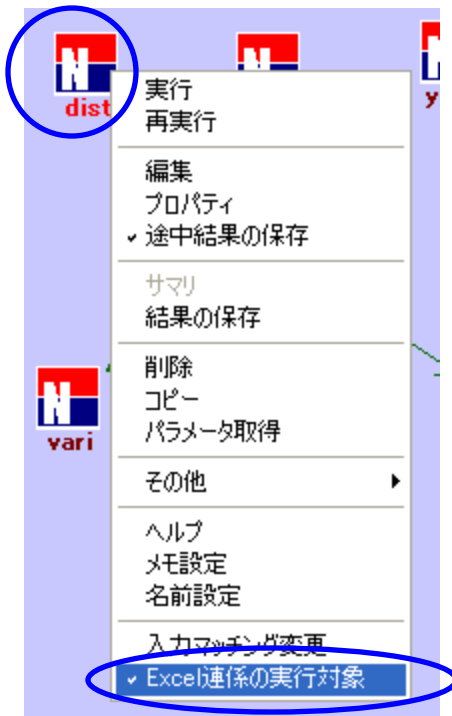 N
N
N
y
dist
実行
再実行
編集
プロパティ
途中結果の保存
サマリ
結果の保存
削除
コピー
パラメータ取得
N
vari
その他
ヘルプ
メモ設定
名前設定
入力マッチング変更
Excel連係の実行対象